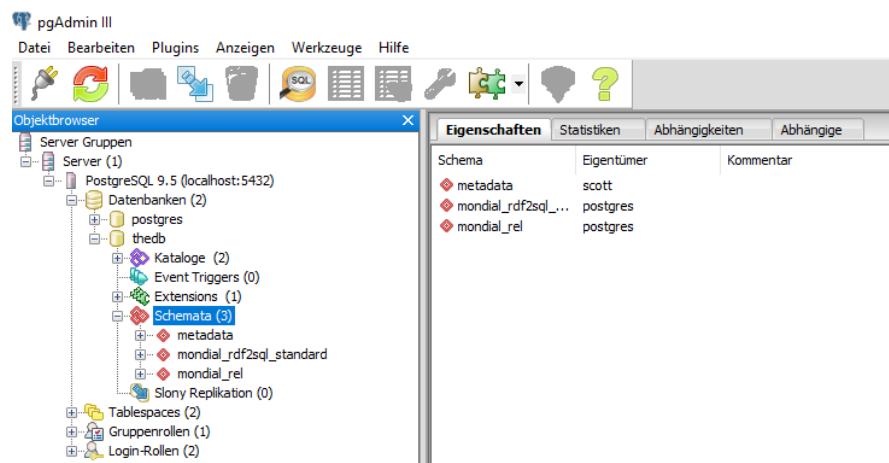 pgAdmin III
Datei Bearbeiten Plugins Anzeigen Werkzeuge Hilfe
SQL
Objektbrowser
Server Gruppen
Server (1)
PostgreSQL 9.5 (localhost:5432)
Datenbanken (2)
postgres
thedb
Kataloge (2)
Event Triggers (0)
Extensions (1)
Schemata (3)
metadata
mondial_rdf2sql_standard
mondial_rel
Slony Replikation (0)
Tablespaces (2)
Gruppenrollen (1)
Login-Rollen (2)
Eigenschaften Statistiken Abhängigkeiten Abhängige
Schema Eigentümer Kommentar
metadata scott
mondial_rdf2sql_... postgres
mondial_rel postgres